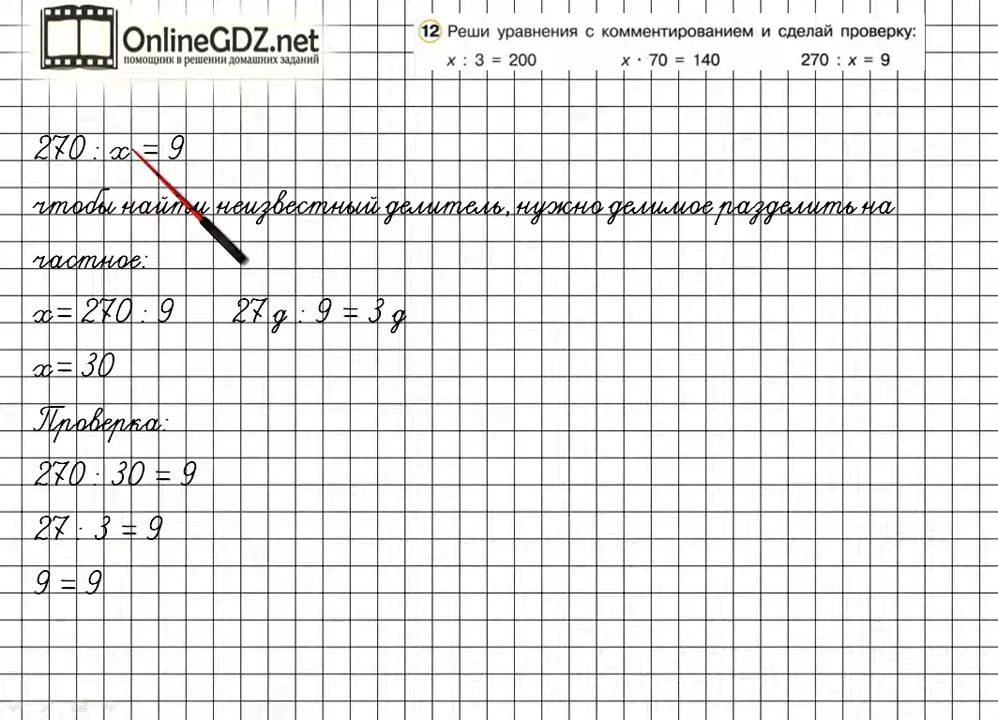 OnlineGDZ.net
помощник в решении домашних заданий
12 Реши уравнения с комментированием и сделай проверку:
x : 3 = 200 x · 70 = 140 270 : x = 9
270 : х = 9
чтобы найти неизвестный делитель, нужно делимое разделить на
частное:
х = 270 : 9 27 д : 9 = 3 д
х = 30
Проверка:
270 : 30 = 9
27 : 3 = 9
9 = 9